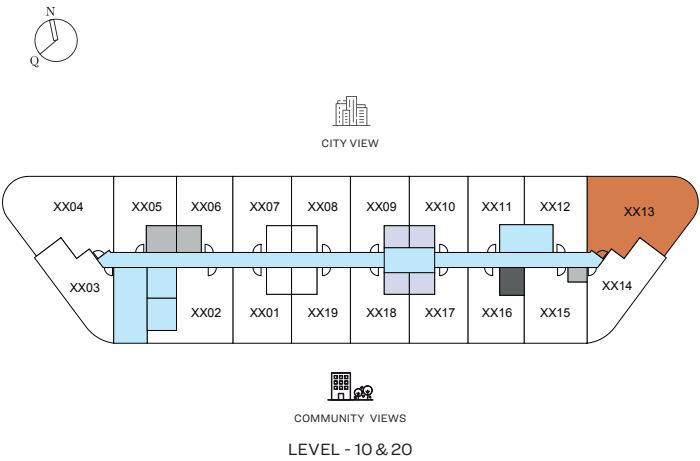 N
Q
CITY VIEW
XX04 XX05 XX06 XX07 XX08 XX09 XX10 XX11 XX12 XX13
XX03 XX14
XX02 XX01 XX19 XX18 XX17 XX16 XX15
COMMUNITY VIEWS
LEVEL - 10 & 20